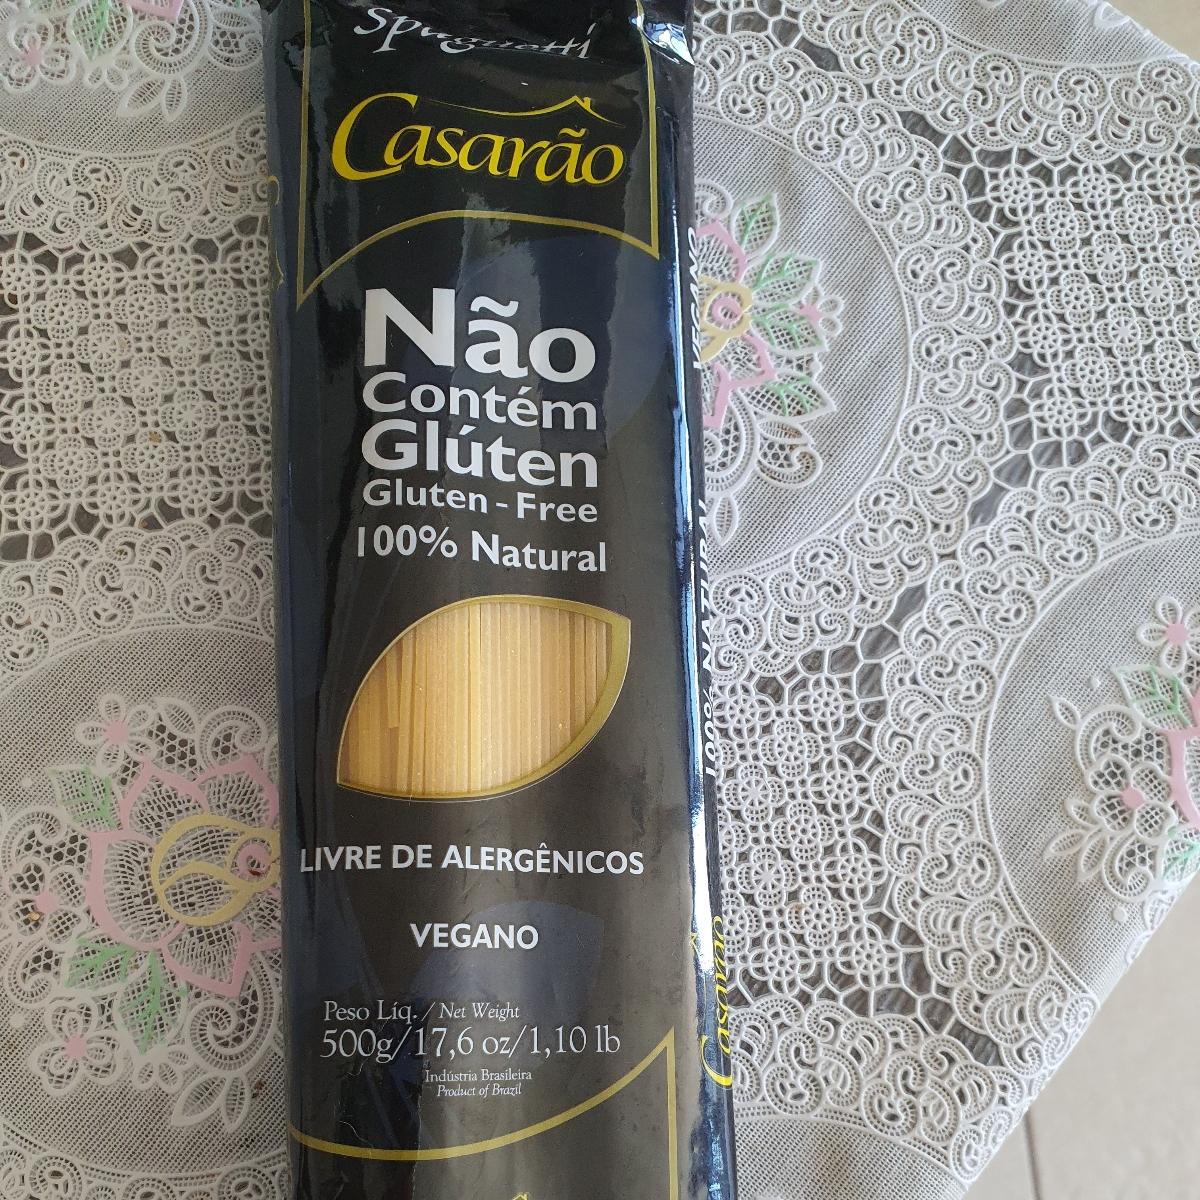 Spaghetti
Casarão
Não
Contém
Glúten
Gluten - Free
100% Natural
LIVRE DE ALERGÊNICOS
VEGANO
Peso Líq. / Net Weight
500g/17,6 oz/1,10 lb
Indústria Brasileira
Product of Brazil
VEGANO
100% NATURAL
Casarão